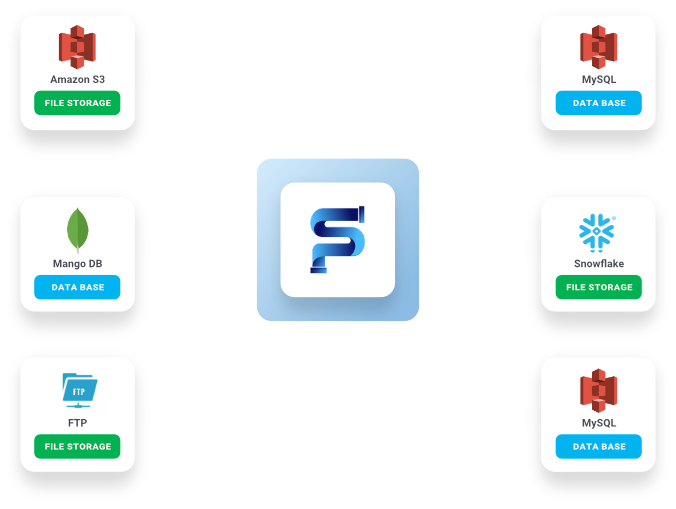 Amazon S3
FILE STORAGE
MySQL
DATA BASE
Mango DB
DATA BASE
Snowflake
FILE STORAGE
FTP
FTP
FILE STORAGE
MySQL
DATA BASE